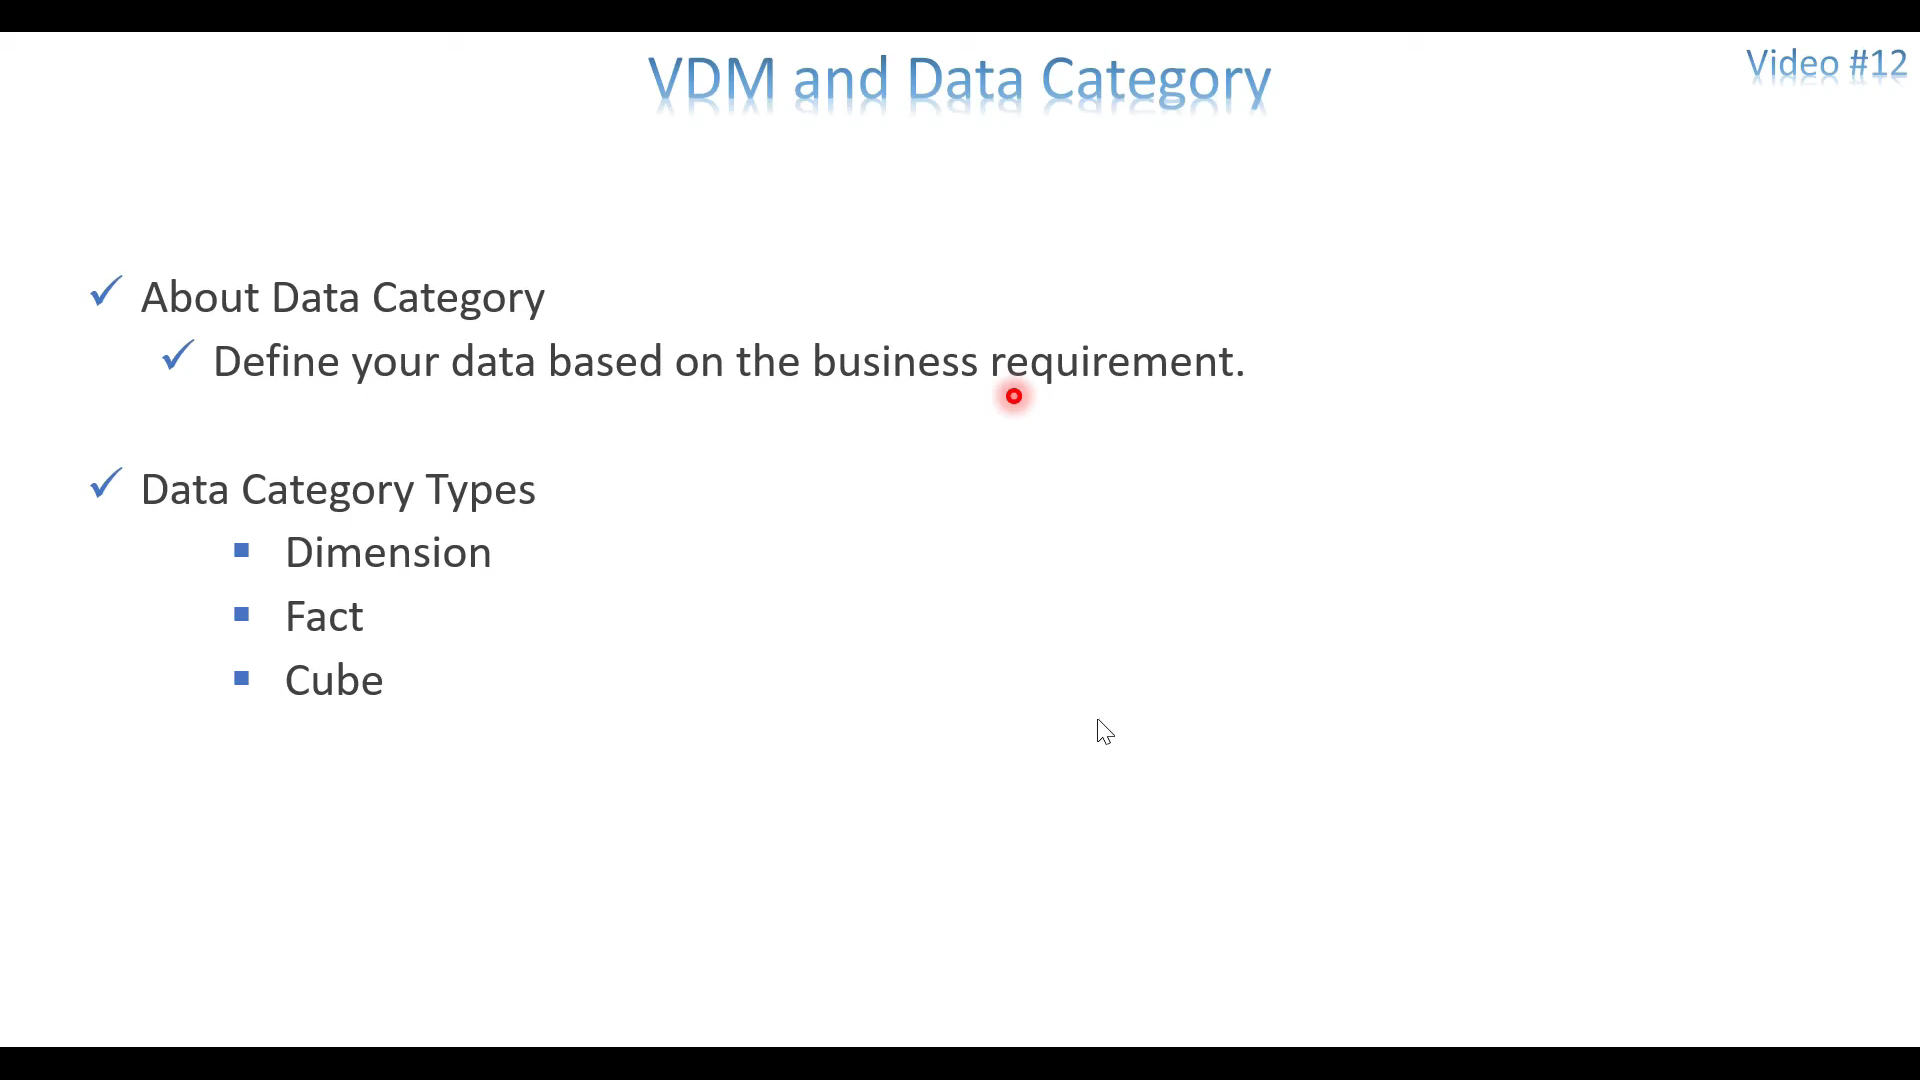 VDM and Data Category
Video #12
About Data Category
Define your data based on the business requirement.
Data Category Types
Dimension
Fact
Cube